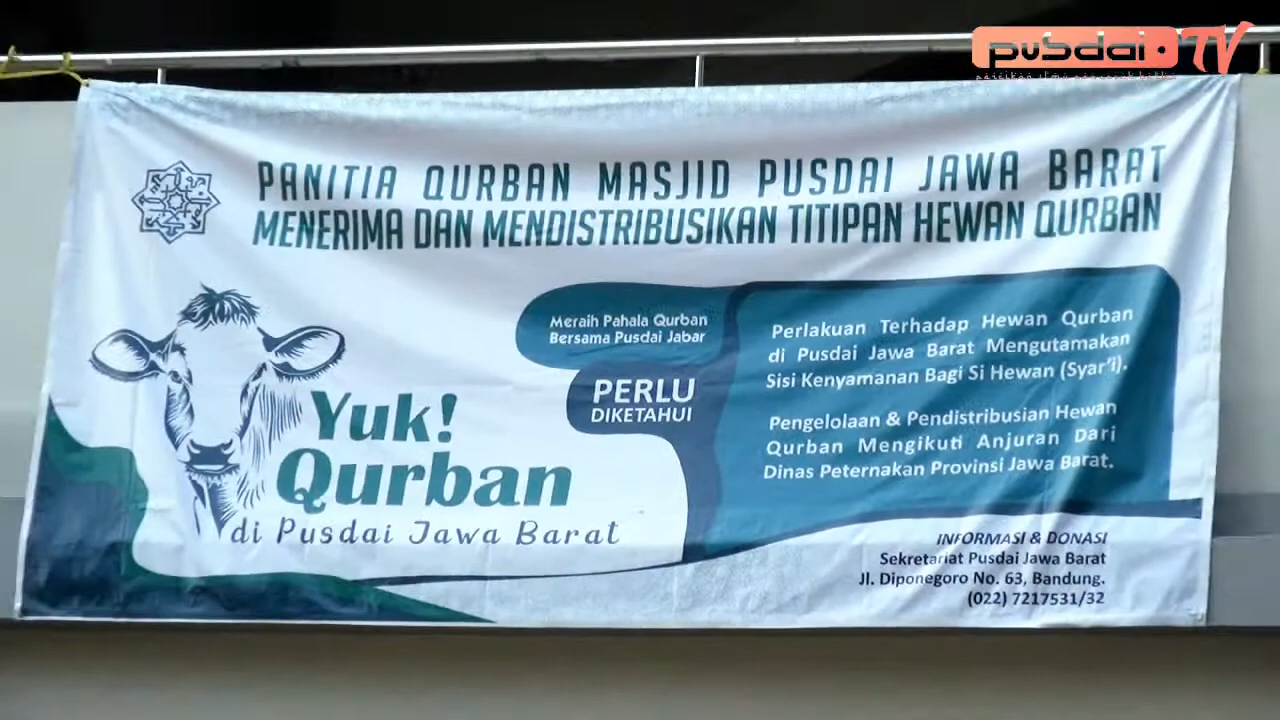 pusdai TV
PANITIA QURBAN MASJID PUSDAI JAWA BARAT
MENERIMA DAN MENDISTRIBUSIKAN TITIPAN HEWAN QURBAN
Meraih Pahala Qurban
Bersama Pusdai Jabar
PERLU
DIKETAHUI
Perlakuan Terhadap Hewan Qurban
di Pusdai Jawa Barat Mengutamakan
Sisi Kenyamanan Bagi Si Hewan (Syar'i).
Pengelolaan & Pendistribusian Hewan
Qurban Mengikuti Anjuran Dari
Dinas Peternakan Provinsi Jawa Barat.
Yuk!
Qurban
di Pusdai Jawa Barat
INFORMASI & DONASI
Sekretariat Pusdai Jawa Barat
Jl. Diponegoro No. 63, Bandung.
(022) 7217531/32